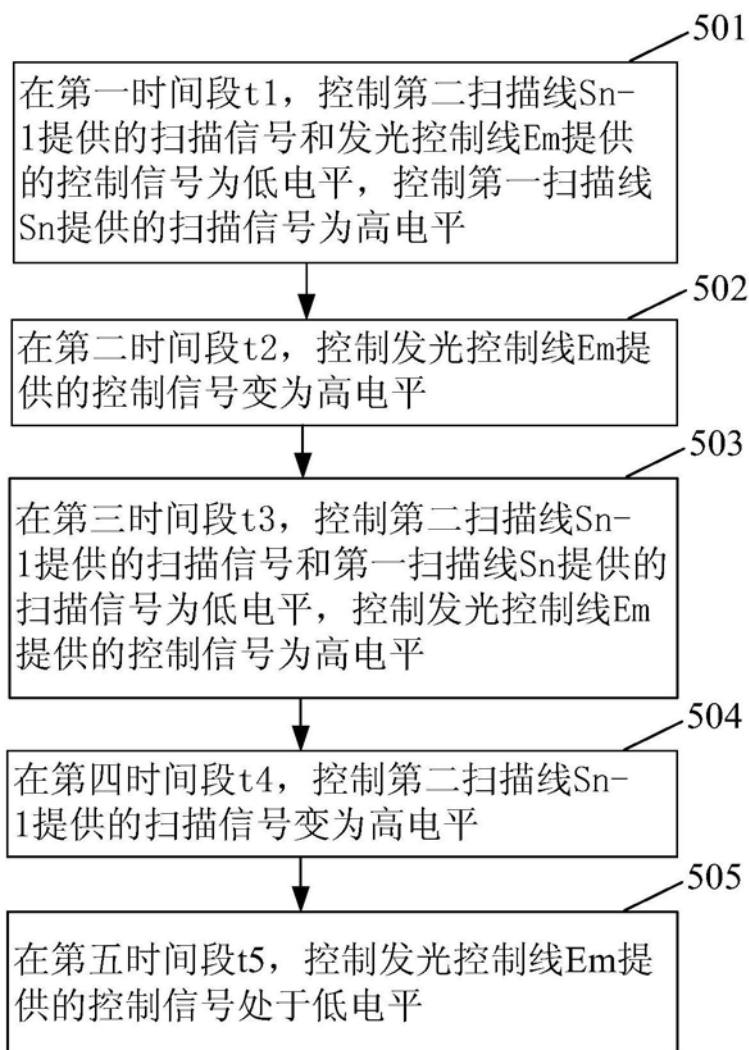 501
在第一时间段t1，控制第二扫描线Sn-
1提供的扫描信号和发光控制线Em提供
的控制信号为低电平，控制第一扫描线
Sn提供的扫描信号为高电平
502
在第二时间段t2，控制发光控制线Em提
供的控制信号变为高电平
503
在第三时间段t3，控制第二扫描线Sn-
1提供的扫描信号和第一扫描线Sn提供的
扫描信号为低电平，控制发光控制线Em
提供的控制信号为高电平
504
在第四时间段t4，控制第二扫描线Sn-
1提供的扫描信号变为高电平
505
在第五时间段t5，控制发光控制线Em提
供的控制信号处于低电平